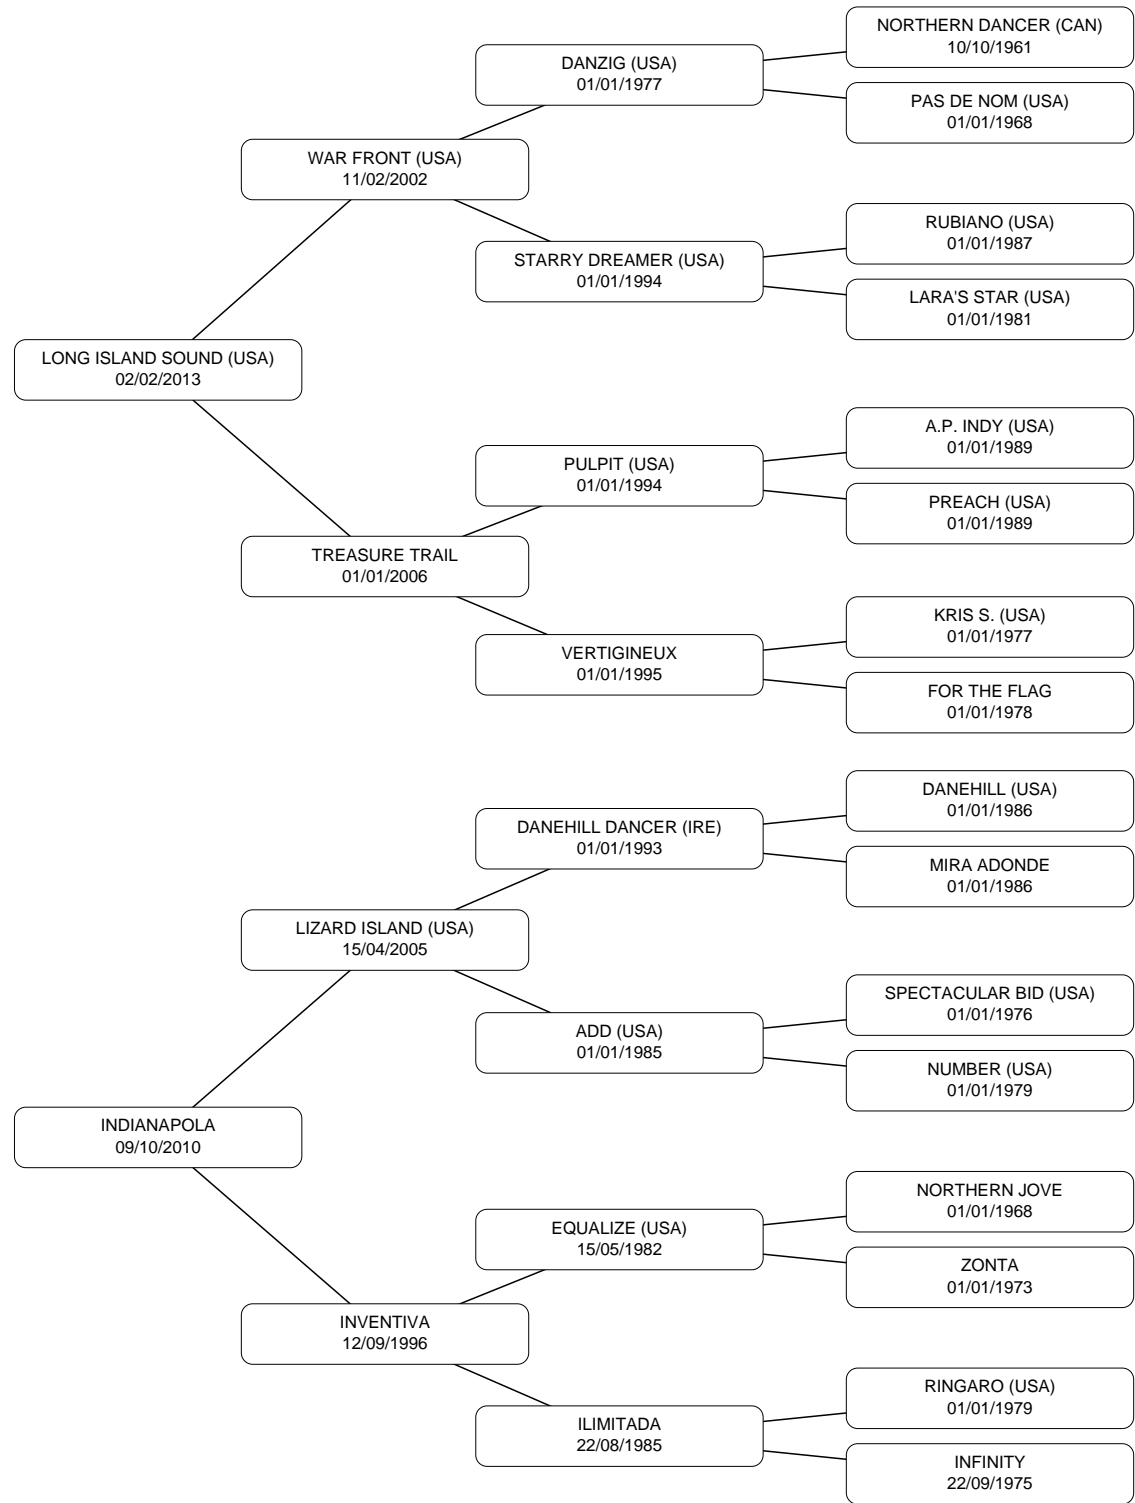 NORTHERN DANCER (CAN)
10/10/1961
DANZIG (USA)
01/01/1977
PAS DE NOM (USA)
01/01/1968
WAR FRONT (USA)
11/02/2002
RUBIANO (USA)
01/01/1987
STARRY DREAMER (USA)
01/01/1994
LARA'S STAR (USA)
01/01/1981
LONG ISLAND SOUND (USA)
02/02/2013
A.P. INDY (USA)
01/01/1989
PULPIT (USA)
01/01/1994
PREACH (USA)
01/01/1989
TREASURE TRAIL
01/01/2006
KRIS S. (USA)
01/01/1977
VERTIGINEUX
01/01/1995
FOR THE FLAG
01/01/1978
DANEHILL (USA)
01/01/1986
DANEHILL DANCER (IRE)
01/01/1993
MIRA ADONDE
01/01/1986
LIZARD ISLAND (USA)
15/04/2005
SPECTACULAR BID (USA)
01/01/1976
ADD (USA)
01/01/1985
NUMBER (USA)
01/01/1979
INDIANAPOLA
09/10/2010
NORTHERN JOVE
01/01/1968
EQUALIZE (USA)
15/05/1982
ZONTA
01/01/1973
INVENTIVA
12/09/1996
RINGARO (USA)
01/01/1979
ILIMITADA
22/08/1985
INFINITY
22/09/1975